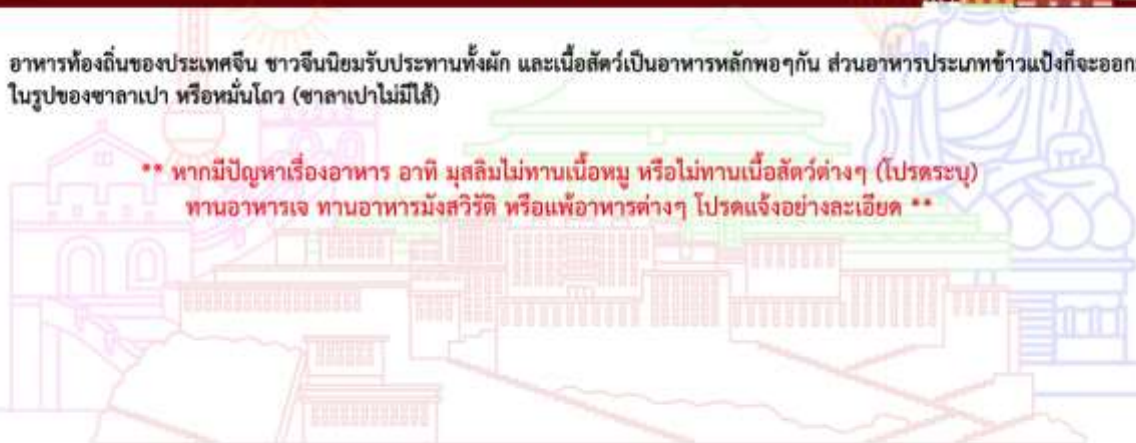 อาหารท้องถิ่นของประเทศจีน ชาวจีนนิยมรับประทานทั้งผัก และเนื้อสัตว์เป็นอาหารหลักพอๆกัน ส่วนอาหารประเภทข้าวแป้งก็จะออก
ในรูปของซาลาเปา หรือหมั่นโถว (ซาลาเปาไม่มีไส้)
** หากมีปัญหาเรื่องอาหาร อาทิ มุสลิมไม่ทานเนื้อหมู หรือไม่ทานเนื้อสัตว์ต่างๆ (โปรดระบุ)
ทานอาหารเจ ทานอาหารมังสวิรัติ หรือแพ้อาหารต่างๆ โปรดแจ้งอย่างละเอียด **